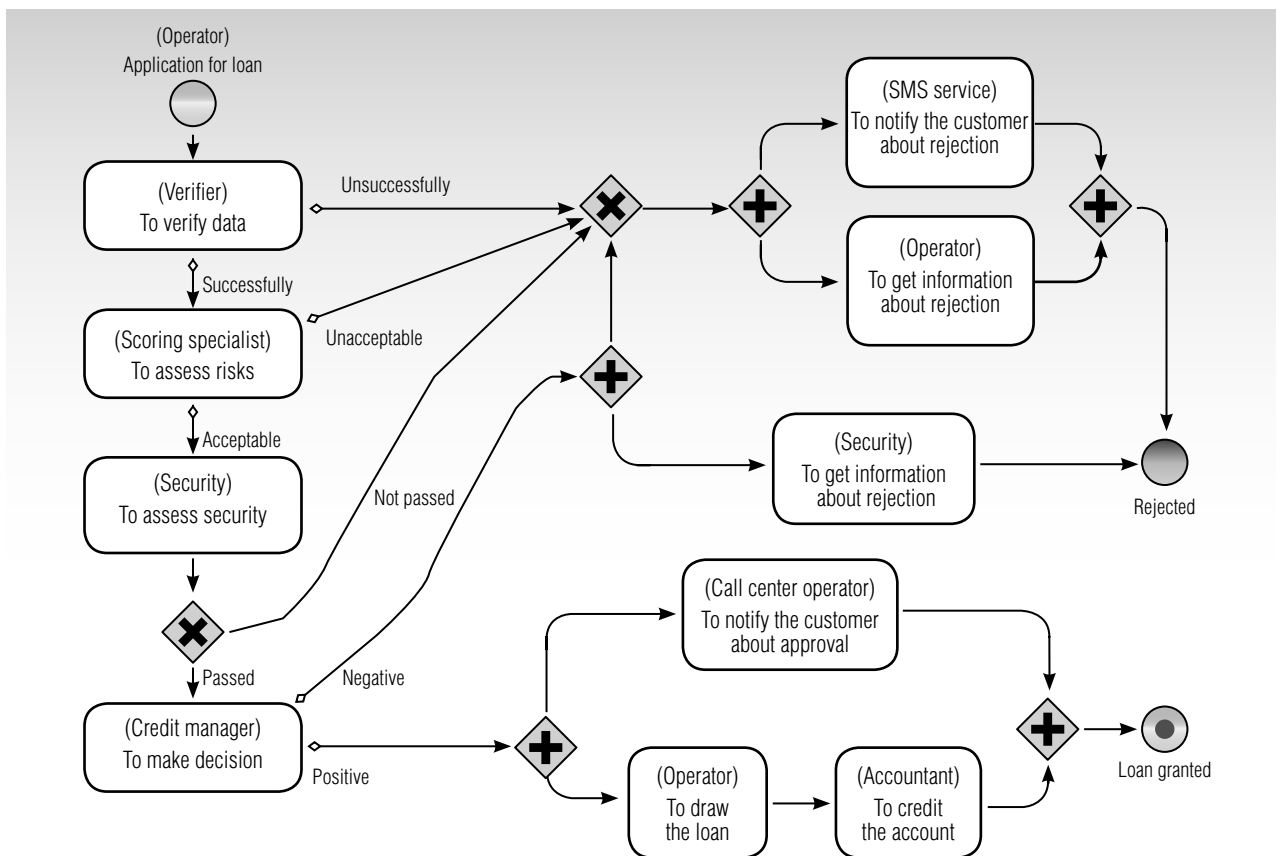 (Operator)
Application for loan
(Verifier)
To verify data
Unsuccessfully
Successfully
(Scoring specialist)
To assess risks
Unacceptable
Acceptable
(Security)
To assess security
Not passed
Passed
(Credit manager)
To make decision
Negative
Positive
(SMS service)
To notify the customer
about rejection
(Operator)
To get information
about rejection
(Security)
To get information
about rejection
Rejected
(Call center operator)
To notify the customer
about approval
(Operator)
To draw
the loan
(Accountant)
To credit
the account
Loan granted